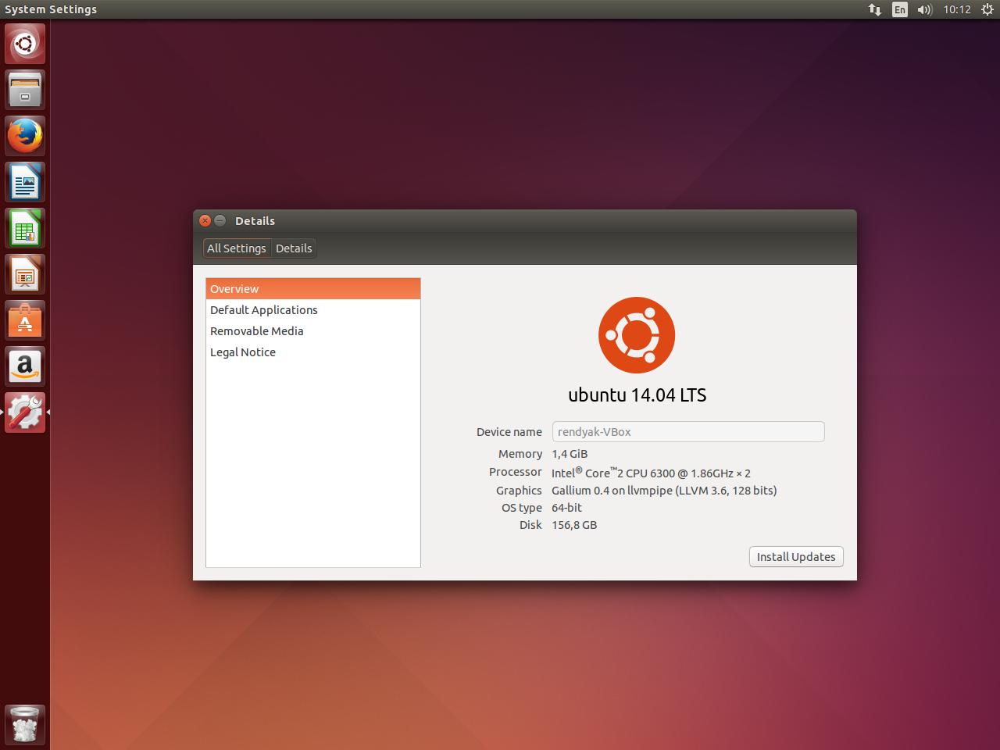 System Settings
En
10:12
Details
All Settings
Details
Overview
Default Applications
Removable Media
Legal Notice
ubuntu 14.04 LTS
Device name rendyak-VBox
Memory 1,4 GiB
Processor Intel® Core™2 CPU 6300 @ 1.86GHz × 2
Graphics Gallium 0.4 on llvmpipe (LLVM 3.6, 128 bits)
OS type 64-bit
Disk 156,8 GB
Install Updates